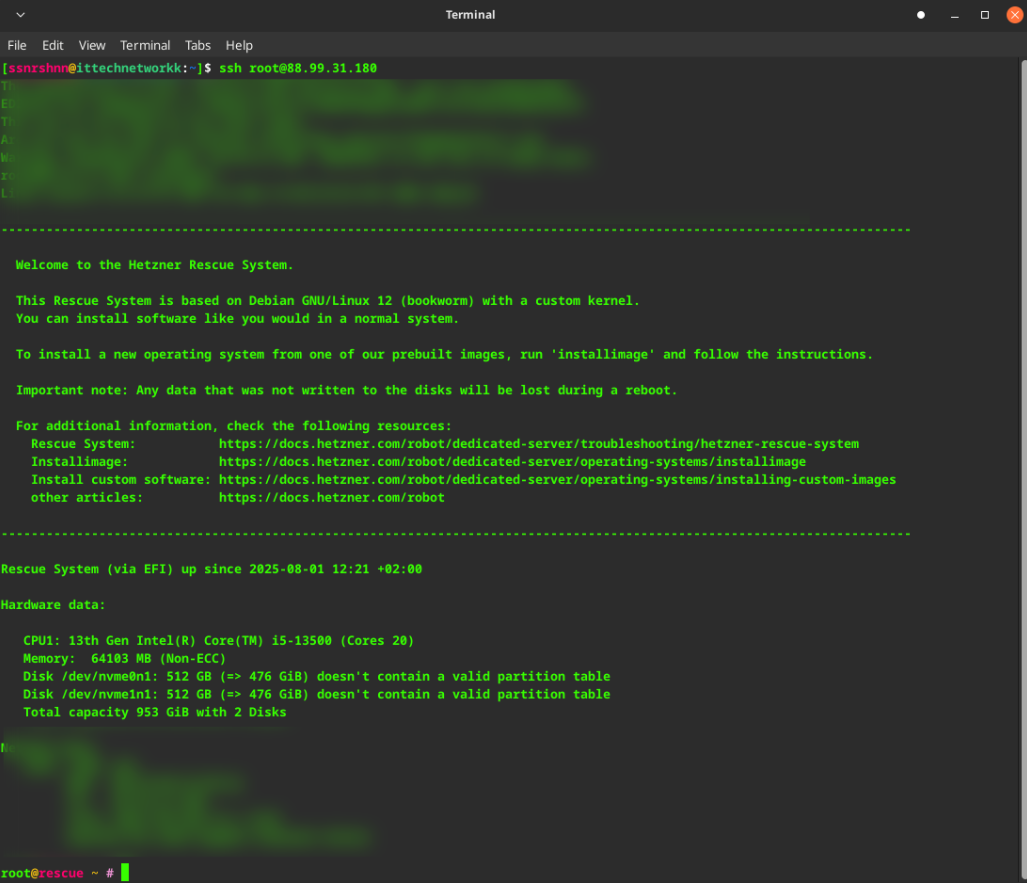 Terminal
File Edit View Terminal Tabs Help
[ssnrshnn@ittechnetworkk:~]$ ssh root@88.99.31.180
--------------------------------------------------------------------------------------------------------------------------
Welcome to the Hetzner Rescue System.
This Rescue System is based on Debian GNU/Linux 12 (bookworm) with a custom kernel.
You can install software like you would in a normal system.
To install a new operating system from one of our prebuilt images, run 'installimage' and follow the instructions.
Important note: Any data that was not written to the disks will be lost during a reboot.
For additional information, check the following resources:
Rescue System: https://docs.hetzner.com/robot/dedicated-server/troubleshooting/hetzner-rescue-system
Installimage: https://docs.hetzner.com/robot/dedicated-server/operating-systems/installimage
Install custom software: https://docs.hetzner.com/robot/dedicated-server/operating-systems/installing-custom-images
other articles: https://docs.hetzner.com/robot
--------------------------------------------------------------------------------------------------------------------------
Rescue System (via EFI) up since 2025-08-01 12:21 +02:00
Hardware data:
CPU1: 13th Gen Intel(R) Core(TM) i5-13500 (Cores 20)
Memory: 64103 MB (Non-ECC)
Disk /dev/nvme0n1: 512 GB (=> 476 GiB) doesn't contain a valid partition table
Disk /dev/nvme1n1: 512 GB (=> 476 GiB) doesn't contain a valid partition table
Total capacity 953 GiB with 2 Disks
root@rescue ~ #